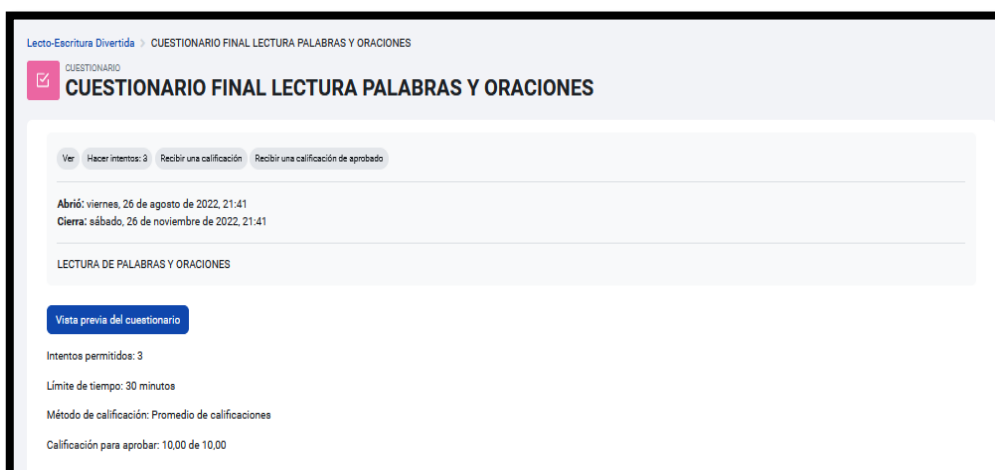 Lecto-Escritura Divertida > CUESTIONARIO FINAL LECTURA PALABRAS Y ORACIONES
CUESTIONARIO
CUESTIONARIO FINAL LECTURA PALABRAS Y ORACIONES
Ver Hacer intentos: 3 Recibir una calificación Recibir una calificación de aprobado
Abrió: viernes, 26 de agosto de 2022, 21:41
Cierra: sábado, 26 de noviembre de 2022, 21:41
LECTURA DE PALABRAS Y ORACIONES
Vista previa del cuestionario
Intentos permitidos: 3
Límite de tiempo: 30 minutos
Método de calificación: Promedio de calificaciones
Calificación para aprobar: 10,00 de 10,00